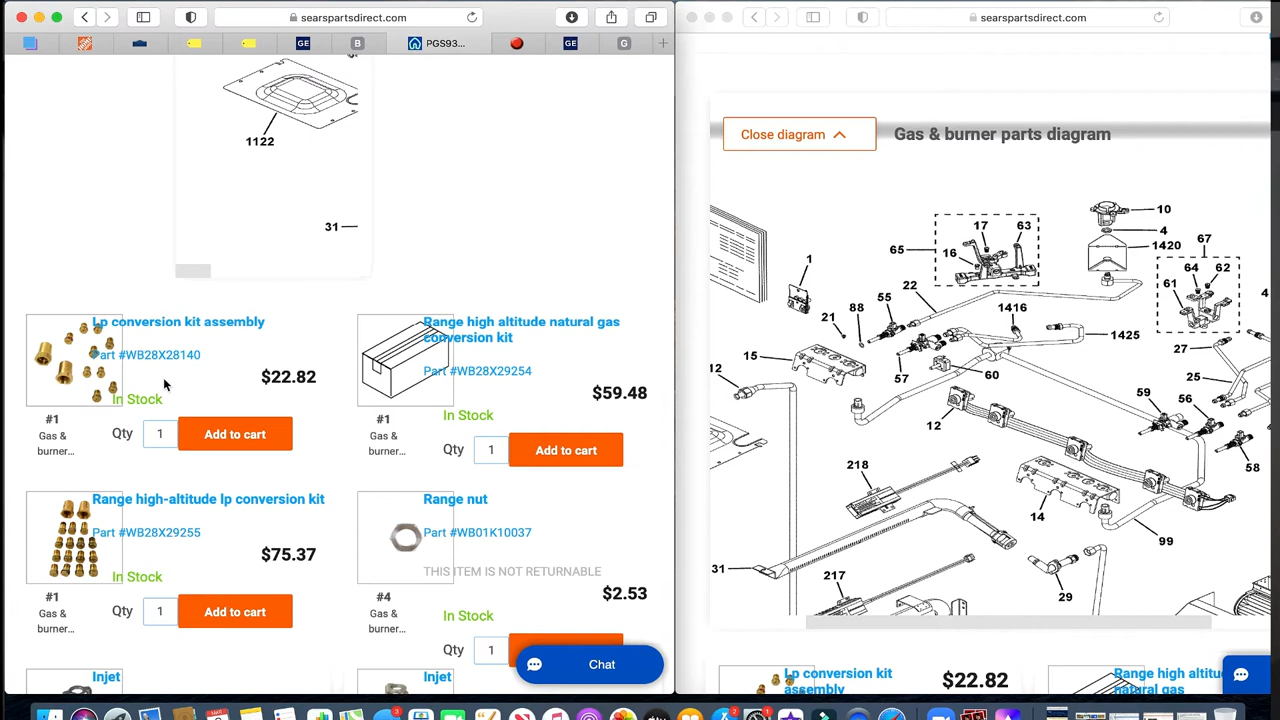 searspartsdirect.com
GE
B
PGS93...
GE
G
1122
31
Lp conversion kit assembly
Part #WB28X28140
$22.82
In Stock
#1
Gas &
burner...
Qty
1
Add to cart
Range high altitude natural gas
conversion kit
Part #WB28X29254
$59.48
In Stock
#1
Gas &
burner...
Qty
1
Add to cart
Range high-altitude lp conversion kit
Part #WB28X29255
$75.37
In Stock
#1
Gas &
burner...
Qty
1
Add to cart
Range nut
Part #WB01K10037
THIS ITEM IS NOT RETURNABLE
$2.53
In Stock
#4
Gas &
burner...
Qty
1
Chat
Injet
Injet
searspartsdirect.com
Close diagram
Gas & burner parts diagram
10
17
63
4
65
1420
67
16
1
64
62
61
22
55
88
21
1416
4
1425
15
27
12
57
60
25
59
56
12
58
218
14
99
31
217
29
Lp conversion kit
assembly
$22.82
Range high altitu
natural gas